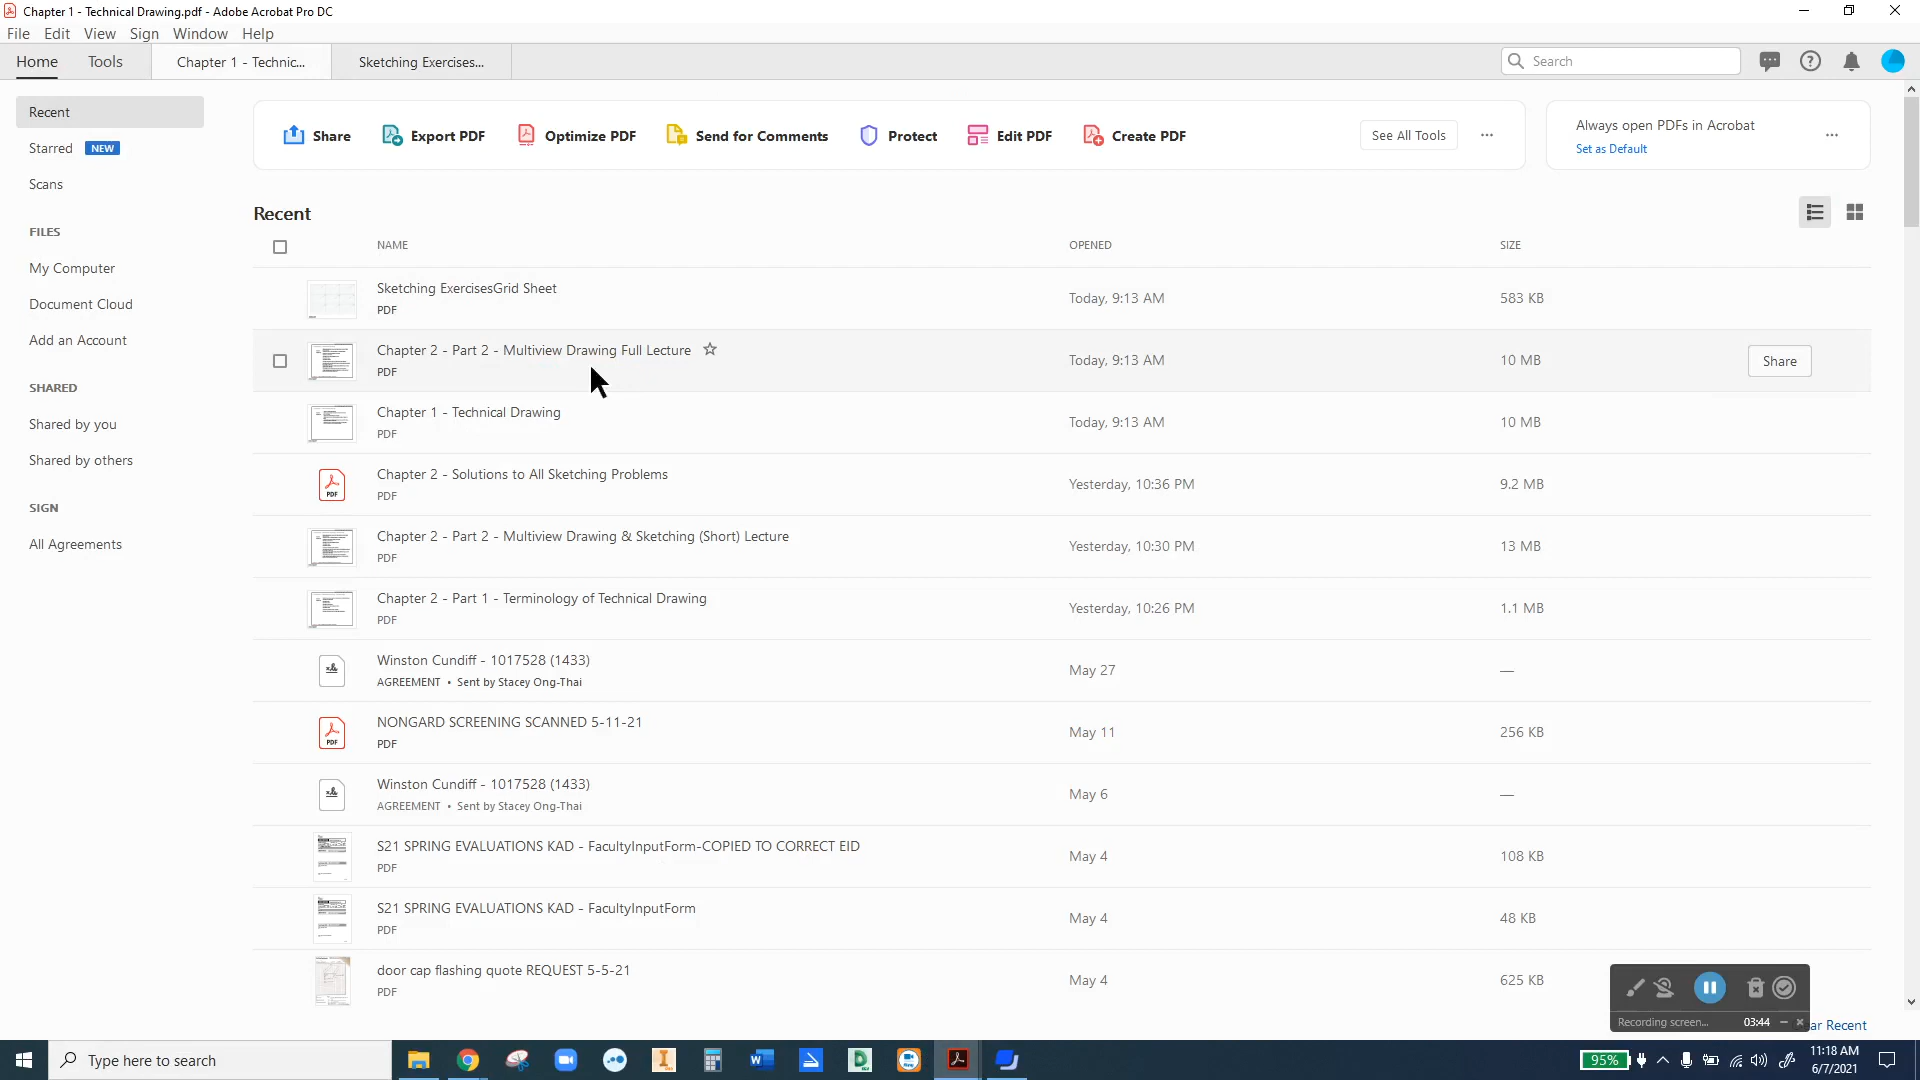 Chapter 1 - Technical Drawing.pdf - Adobe Acrobat Pro DC
File Edit View Sign Window Help
Home Tools Chapter 1 - Technic... Sketching Exercises... Search
Recent
Starred NEW
Scans
FILES
My Computer
Document Cloud
Add an Account
SHARED
Shared by you
Shared by others
SIGN
All Agreements
Share Export PDF Optimize PDF Send for Comments Protect Edit PDF Create PDF See All Tools
Always open PDFs in Acrobat
Set as Default
Recent
NAME OPENED SIZE
Sketching ExercisesGrid Sheet
PDF
Today, 9:13 AM 583 KB
Chapter 2 - Part 2 - Multiview Drawing Full Lecture
PDF
Today, 9:13 AM 10 MB Share
Chapter 1 - Technical Drawing
PDF
Today, 9:13 AM 10 MB
PDF
Chapter 2 - Solutions to All Sketching Problems
PDF
Yesterday, 10:36 PM 9.2 MB
Chapter 2 - Part 2 - Multiview Drawing & Sketching (Short) Lecture
PDF
Yesterday, 10:30 PM 13 MB
Chapter 2 - Part 1 - Terminology of Technical Drawing
PDF
Yesterday, 10:26 PM 1.1 MB
Winston Cundiff - 1017528 (1433)
AGREEMENT • Sent by Stacey Ong-Thai
May 27 —
PDF
NONGARD SCREENING SCANNED 5-11-21
PDF
May 11 256 KB
Winston Cundiff - 1017528 (1433)
AGREEMENT • Sent by Stacey Ong-Thai
May 6 —
S21 SPRING EVALUATIONS KAD - FacultyInputForm-COPIED TO CORRECT EID
PDF
May 4 108 KB
S21 SPRING EVALUATIONS KAD - FacultyInputForm
PDF
May 4 48 KB
door cap flashing quote REQUEST 5-5-21
PDF
May 4 625 KB
Recording screen... 03:44
ar Recent
Type here to search
95%
11:18 AM
6/7/2021